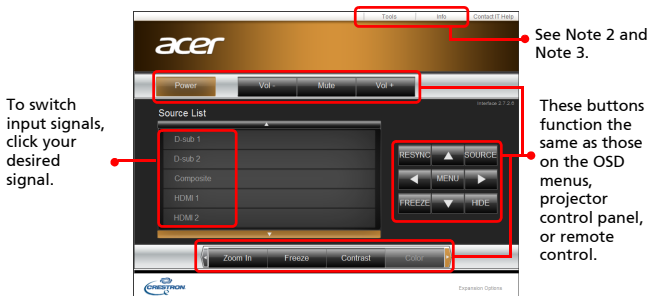 Tools Info Contact IT Help
acer
See Note 2 and
Note 3.
Power Vol - Mute Vol +
Interface 2.7.2.6
To switch
input signals,
click your
desired
signal.
Source List
D-sub 1
D-sub 2
Composite
HDMI 1
HDMI 2
RESYNC SOURCE
MENU
FREEZE HIDE
These buttons
function the
same as those
on the OSD
menus,
projector
control panel,
or remote
control.
Zoom In Freeze Contrast Color
CRESTRON
Expansion Options